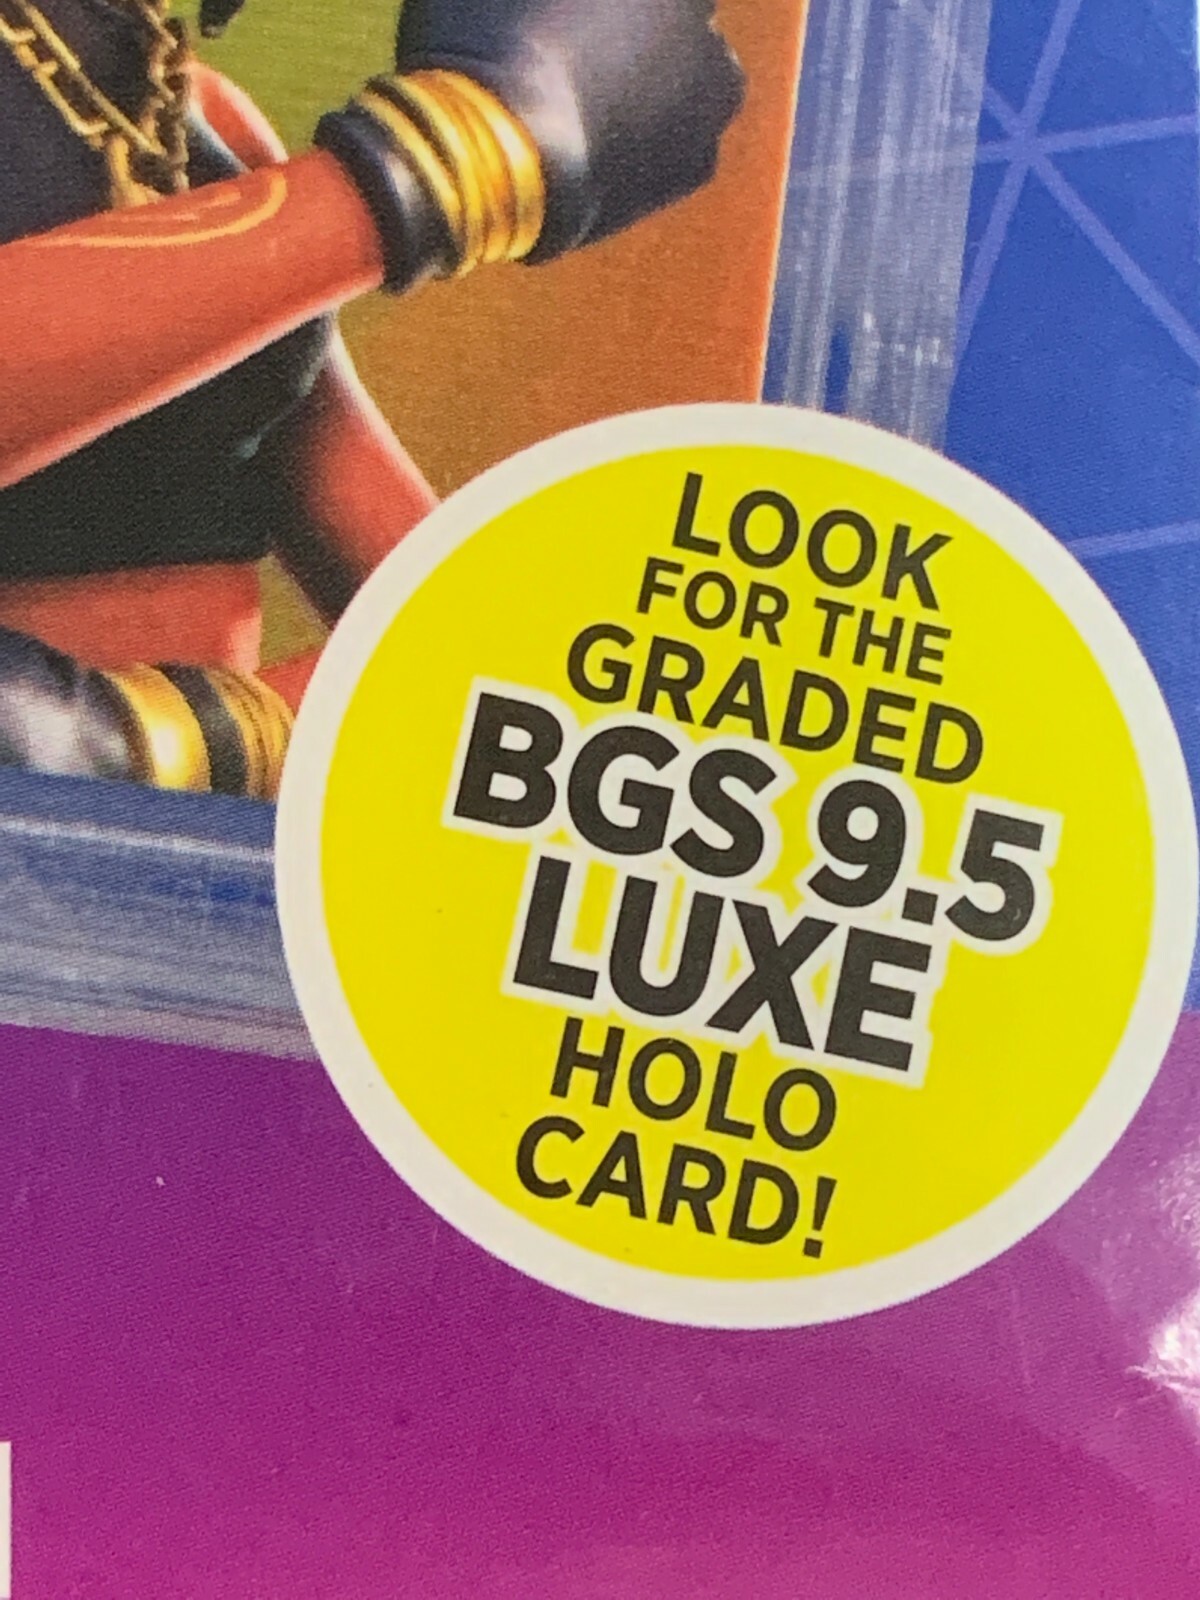 LOOK
FOR THE
GRADED
BGS 9.5
LUXE
HOLO
CARD!